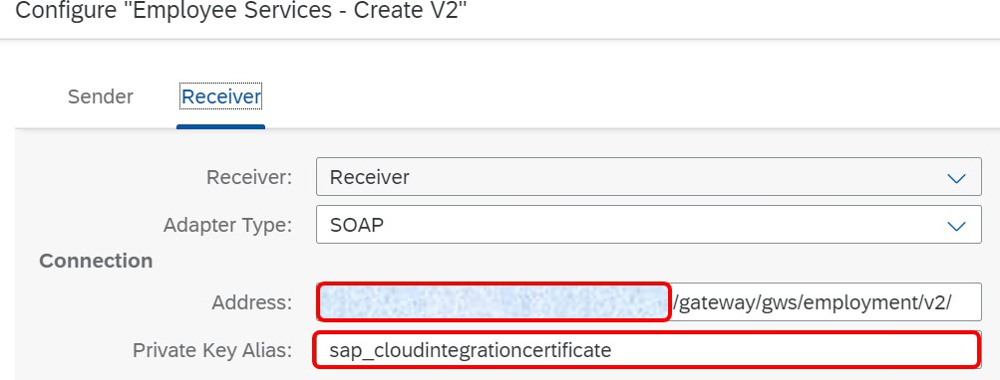 Configure "Employee Services - Create V2"
Sender Receiver
Receiver: Receiver
Adapter Type: SOAP
Connection
Address: /gateway/gws/employment/v2/
Private Key Alias: sap_cloudintegrationcertificate